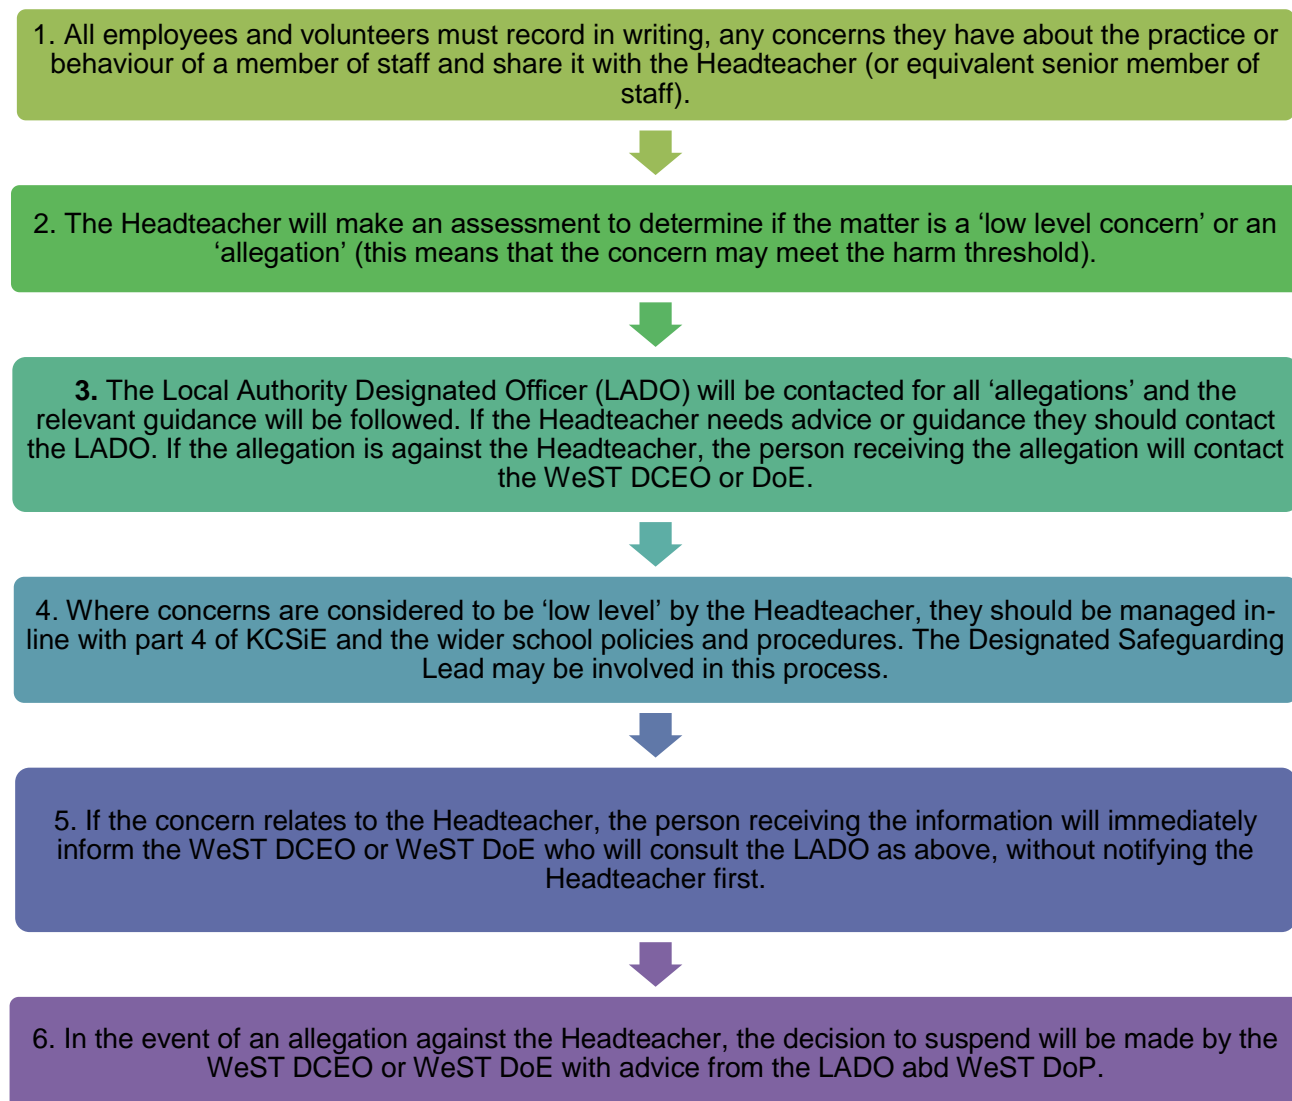 1. All employees and volunteers must record in writing, any concerns they have about the practice or
behaviour of a member of staff and share it with the Headteacher (or equivalent senior member of
staff).
2. The Headteacher will make an assessment to determine if the matter is a ‘low level concern’ or an
‘allegation’ (this means that the concern may meet the harm threshold).
3. The Local Authority Designated Officer (LADO) will be contacted for all ‘allegations’ and the
relevant guidance will be followed. If the Headteacher needs advice or guidance they should contact
the LADO. If the allegation is against the Headteacher, the person receiving the allegation will contact
the WeST DCEO or DoE.
4. Where concerns are considered to be ‘low level’ by the Headteacher, they should be managed in-
line with part 4 of KCSiE and the wider school policies and procedures. The Designated Safeguarding
Lead may be involved in this process.
5. If the concern relates to the Headteacher, the person receiving the information will immediately
inform the WeST DCEO or WeST DoE who will consult the LADO as above, without notifying the
Headteacher first.
6. In the event of an allegation against the Headteacher, the decision to suspend will be made by the
WeST DCEO or WeST DoE with advice from the LADO abd WeST DoP.